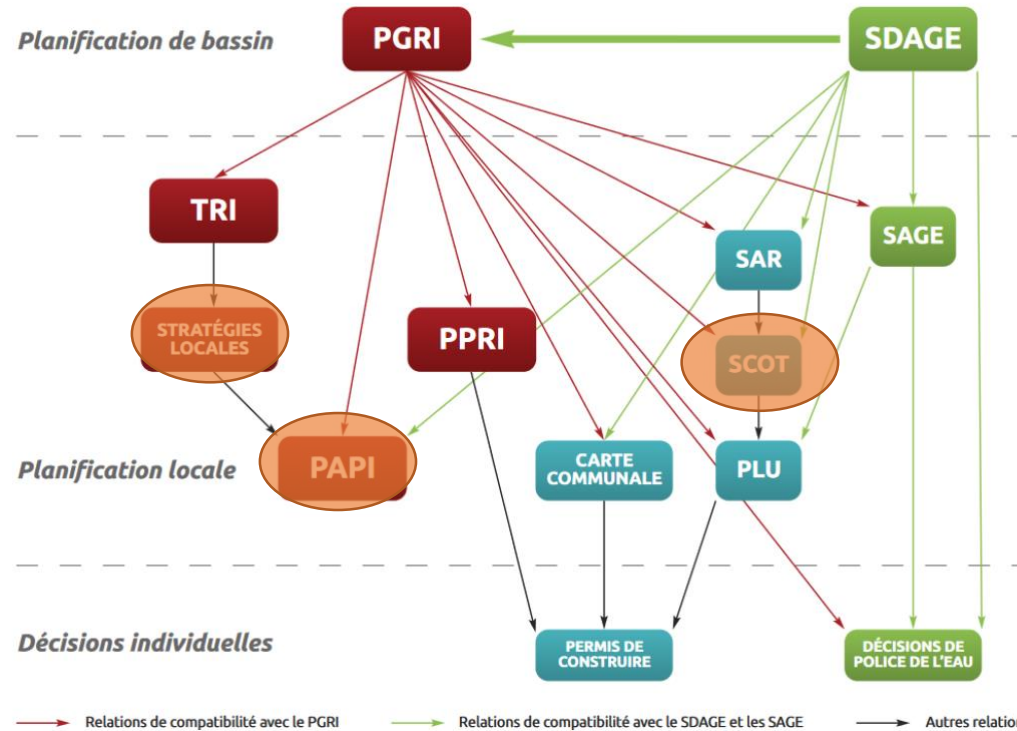 Planification de bassin
PGRI
SDAGE
TRI
SAGE
SAR
STRATÉGIES
LOCALES
PPRI
SCOT
Planification locale
PAPI
CARTE
COMMUNALE
PLU
Décisions individuelles
PERMIS DE
CONSTRUIRE
DÉCISIONS DE
POLICE DE L'EAU
Relations de compatibilité avec le PGRI
Relations de compatibilité avec le SDAGE et les SAGE
Autres relation